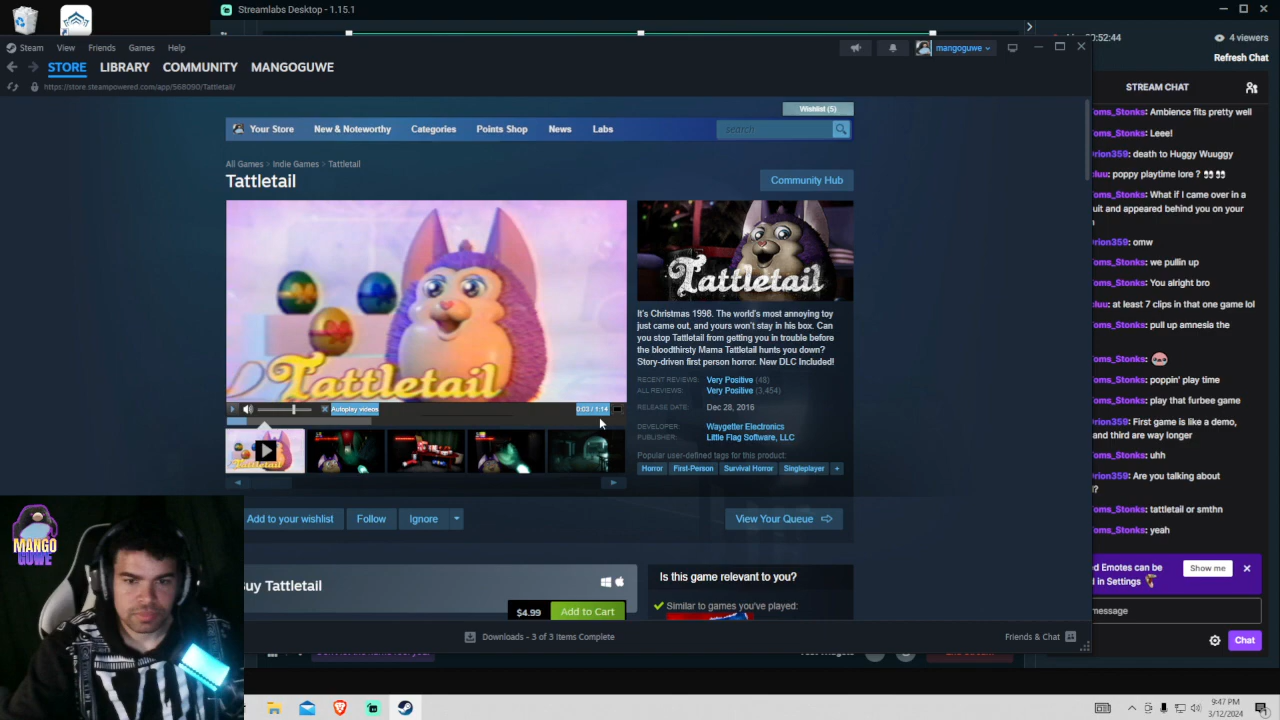 Streamlabs Desktop - 1.15.1
Steam View Friends Games Help
mangoguwe
STORE LIBRARY COMMUNITY MANGOGUWE
https://store.steampowered.com/app/568090/Tattletail/
Wishlist (5)
Your Store New & Noteworthy Categories Points Shop News Labs
search
All Games > Indie Games > Tattletail
Tattletail
Community Hub
Tattletail
Autoplay videos
0:03 / 1:14
Tattletail
It's Christmas 1998. The world's most annoying toy
just came out, and yours won't stay in his box. Can
you stop Tattletail from getting you in trouble before
the bloodthirsty Mama Tattletail hunts you down?
Story-driven first person horror. New DLC Included!
RECENT REVIEWS: Very Positive (48)
ALL REVIEWS: Very Positive (3,454)
RELEASE DATE: Dec 28, 2016
DEVELOPER: Waygetter Electronics
PUBLISHER: Little Flag Software, LLC
Popular user-defined tags for this product:
Horror First-Person Survival Horror Singleplayer +
Add to your wishlist Follow Ignore
View Your Queue
uy Tattletail
$4.99 Add to Cart
Is this game relevant to you?
Similar to games you've played:
Downloads - 3 of 3 Items Complete
Friends & Chat
MANGO
GUWE
00:52:44
4 viewers
Refresh Chat
STREAM CHAT
oms_Stonks: Ambience fits pretty well
oms_Stonks: Leee!
rion359: death to Huggy Wuuggy
luu: poppy playtime lore ?
oms_Stonks: What if I came over in a
uit and appeared behind you on your
rion359: omw
oms_Stonks: we pullin up
oms_Stonks: You alright bro
luu: at least 7 clips in that one game lol
oms_Stonks: pull up amnesia the
oms_Stonks:
oms_Stonks: poppin' play time
oms_Stonks: play that furbee game
rion359: First game is like a demo,
and third are way longer
oms_Stonks: uhh
rion359: Are you talking about
?
oms_Stonks: tattletail or smthn
oms_Stonks: yeah
d Emotes can be
l in Settings
Show me
message
Chat
9:47 PM
3/12/2024